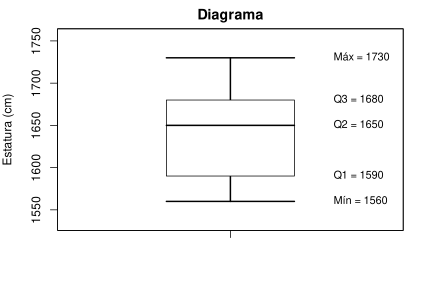 Diagrama
Estatura (cm)
1750
1700
1650
1600
1550
Máx = 1730
Q3 = 1680
Q2 = 1650
Q1 = 1590
Mín = 1560